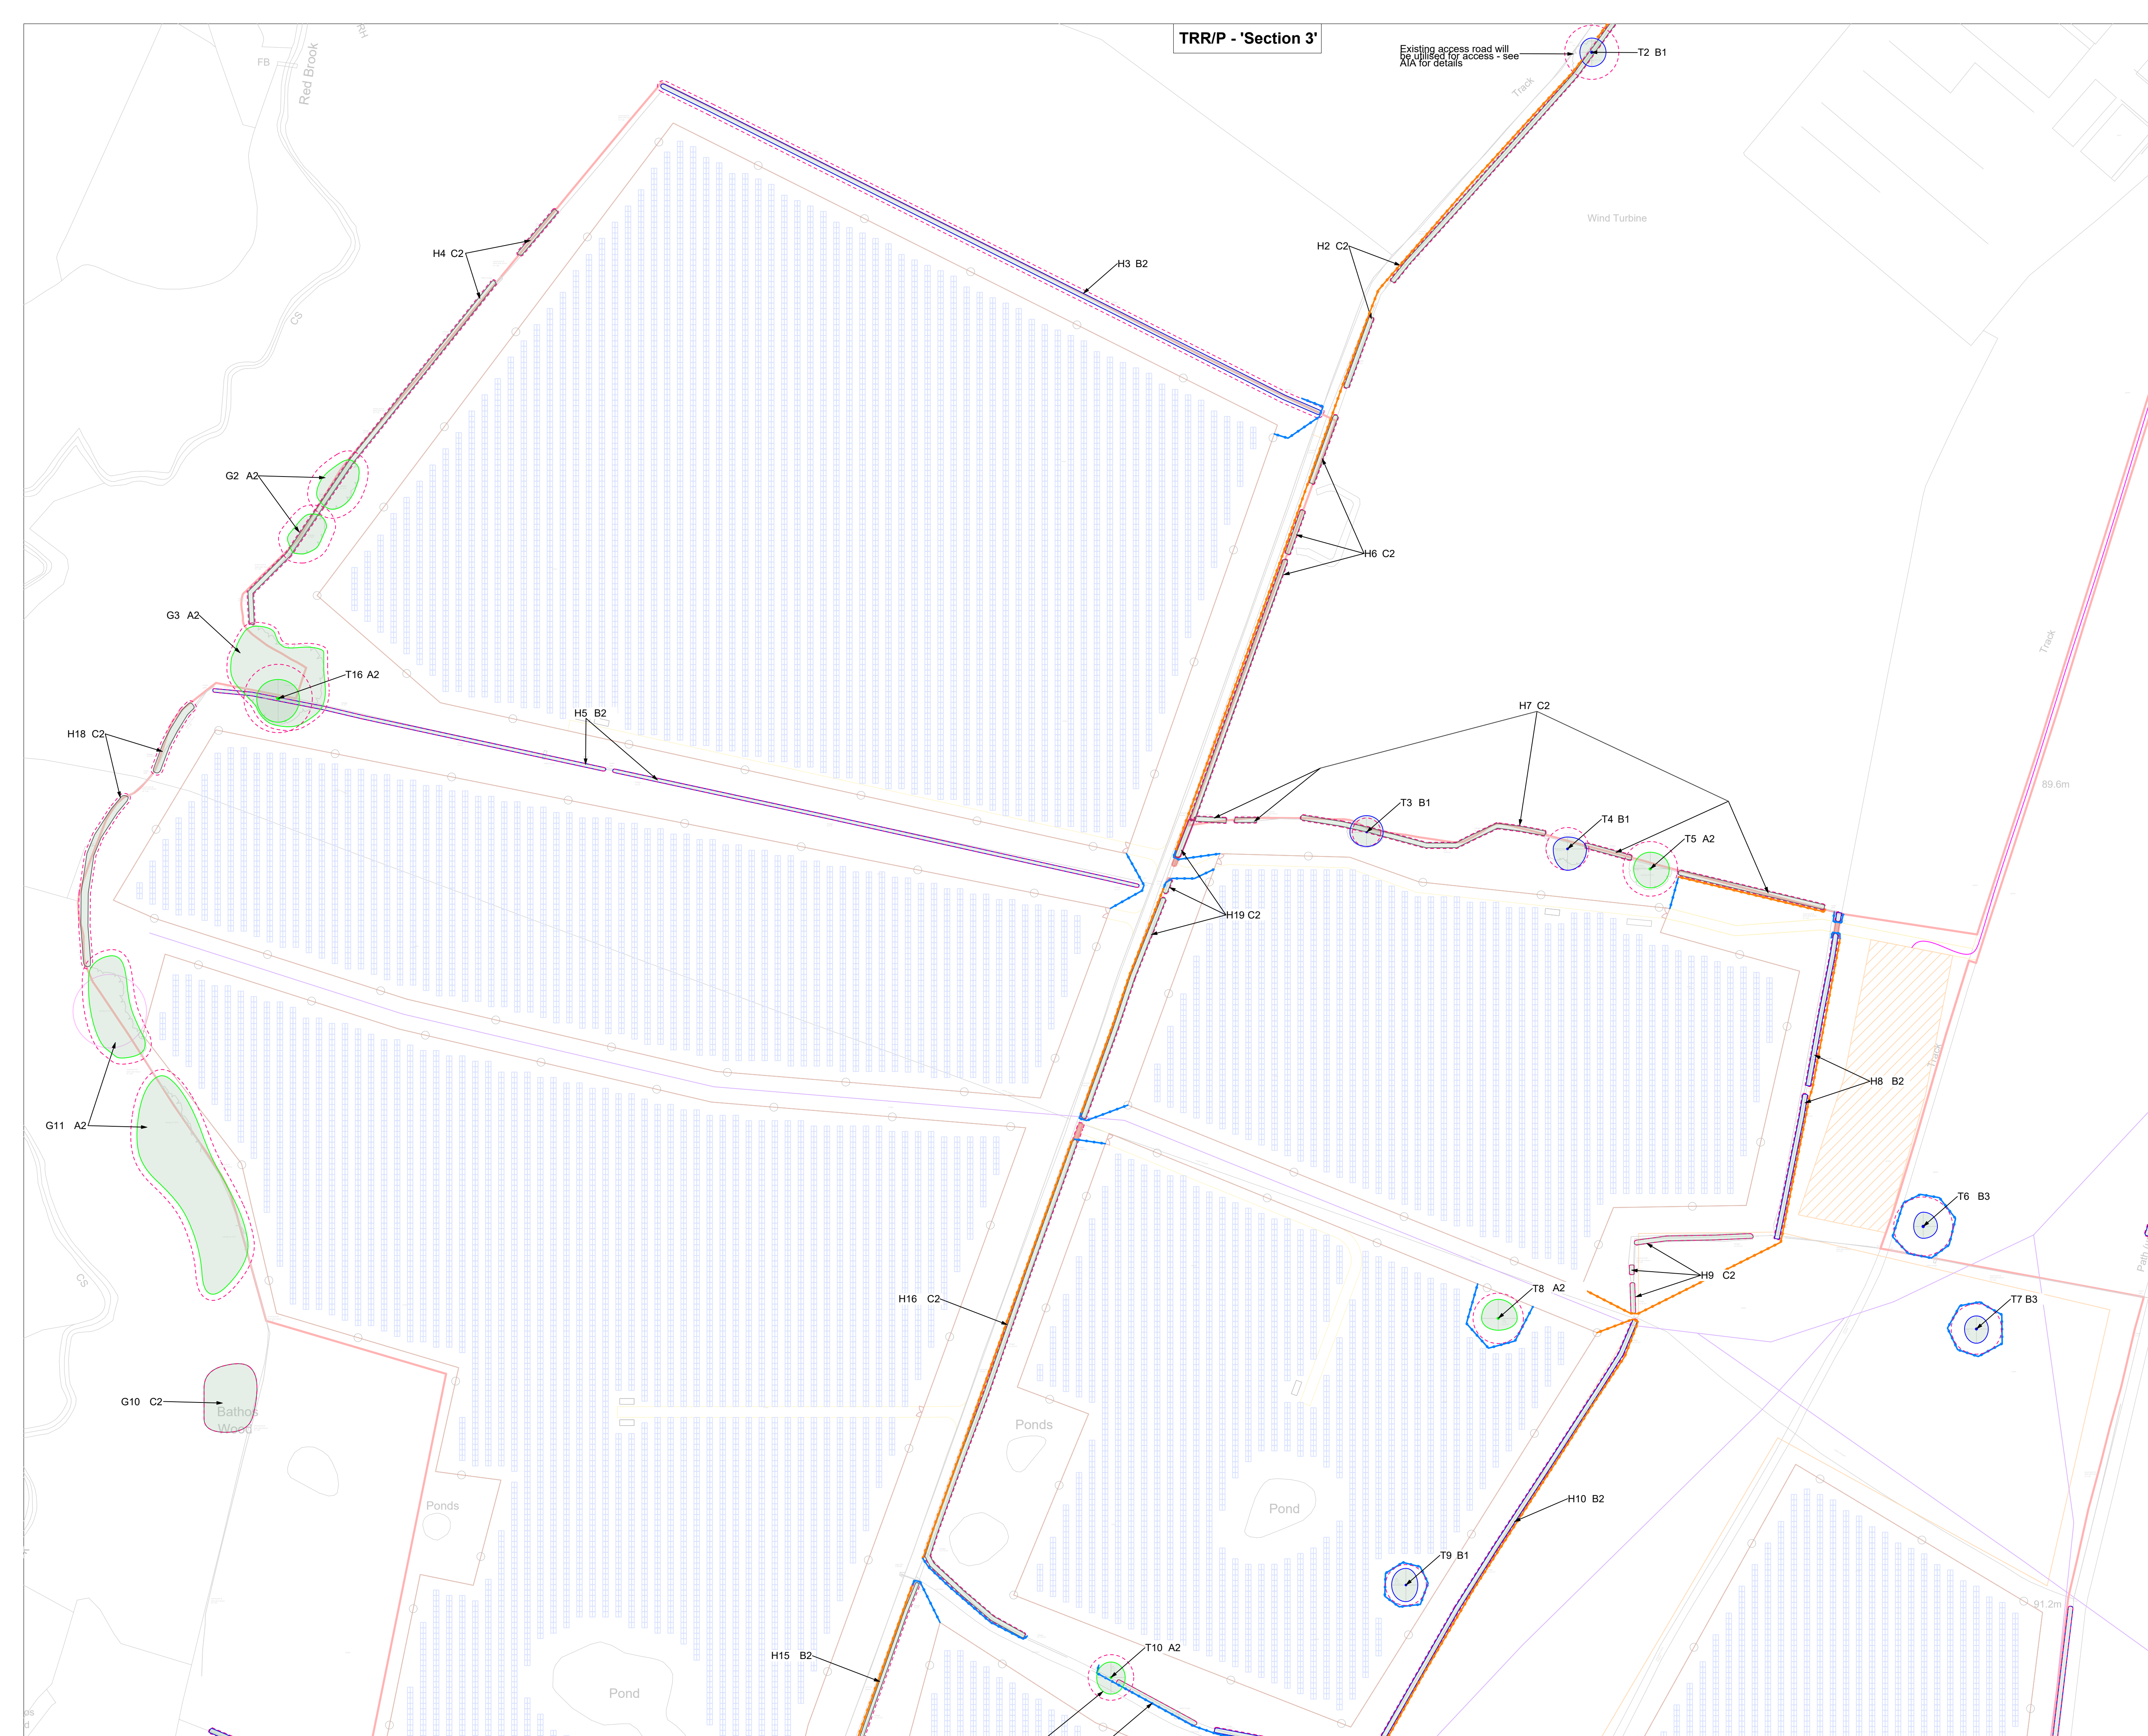 TRR/P - 'Section 3'
Existing access road will
be utilised for access - see
AIA for details
T2 B1
FB
Red Brook
RH
Track
Wind Turbine
H4 C2
H3 B2
H2 C2
CS
G2 A2
H6 C2
G3 A2
T16 A2
Track
H5 B2
H18 C2
H7 C2
T3 B1
T4 B1
T5 A2
89.6m
H19 C2
Track
H8 B2
G11 A2
T6 B3
Path
CS
H9 C2
T8 A2
H16 C2
T7 B3
G10 C2
Bathos
Wood
Ponds
Ponds
Pond
H10 B2
T9 B1
91.2m
T10 A2
H15 B2
Pond